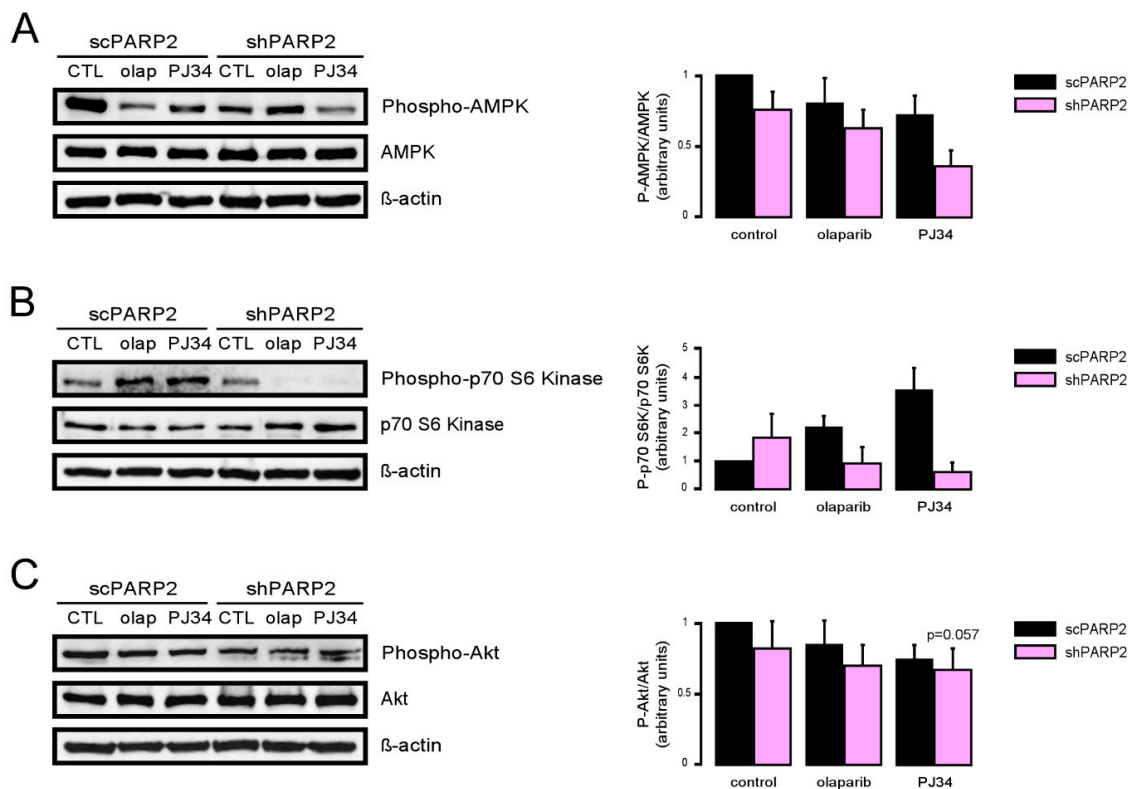 A
scPARP2 shPARP2
CTL olap PJ34 CTL olap PJ34
Phospho-AMPK
AMPK
ß-actin
P-AMPK/AMPK
(arbitrary units)
1
0.5
0
control olaparib PJ34
scPARP2
shPARP2
B
scPARP2 shPARP2
CTL olap PJ34 CTL olap PJ34
Phospho-p70 S6 Kinase
p70 S6 Kinase
ß-actin
P-p70 S6K/p70 S6K
(arbitrary units)
5
4
3
2
1
0
control olaparib PJ34
scPARP2
shPARP2
C
scPARP2 shPARP2
CTL olap PJ34 CTL olap PJ34
Phospho-Akt
Akt
ß-actin
P-Akt/Akt
(arbitrary units)
1
0.5
0
p=0.057
control olaparib PJ34
scPARP2
shPARP2